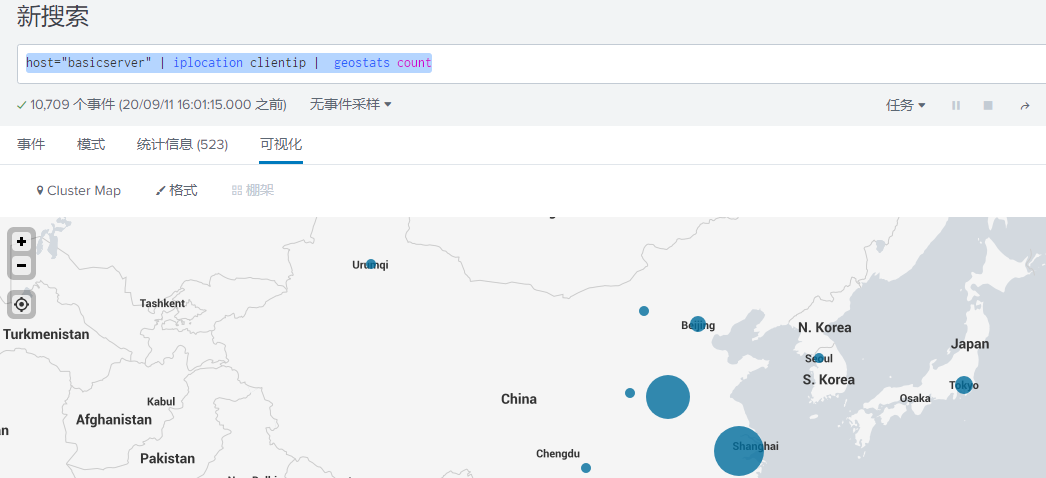 新搜索
host="basicserver" | iplocation clientip |  geostats count
✓ 10,709 个事件 (20/09/11 16:01:15.000 之前) 无事件采样 任务
事件 模式 统计信息 (523) 可视化
Cluster Map 格式 棚架
+
−
Urumqi
Tashkent
Turkmenistan
Beijing
N. Korea
Japan
Seoul
S. Korea
Tokyo
Osaka
China
Kabul
Afghanistan
Shanghai
Chengdu
Pakistan